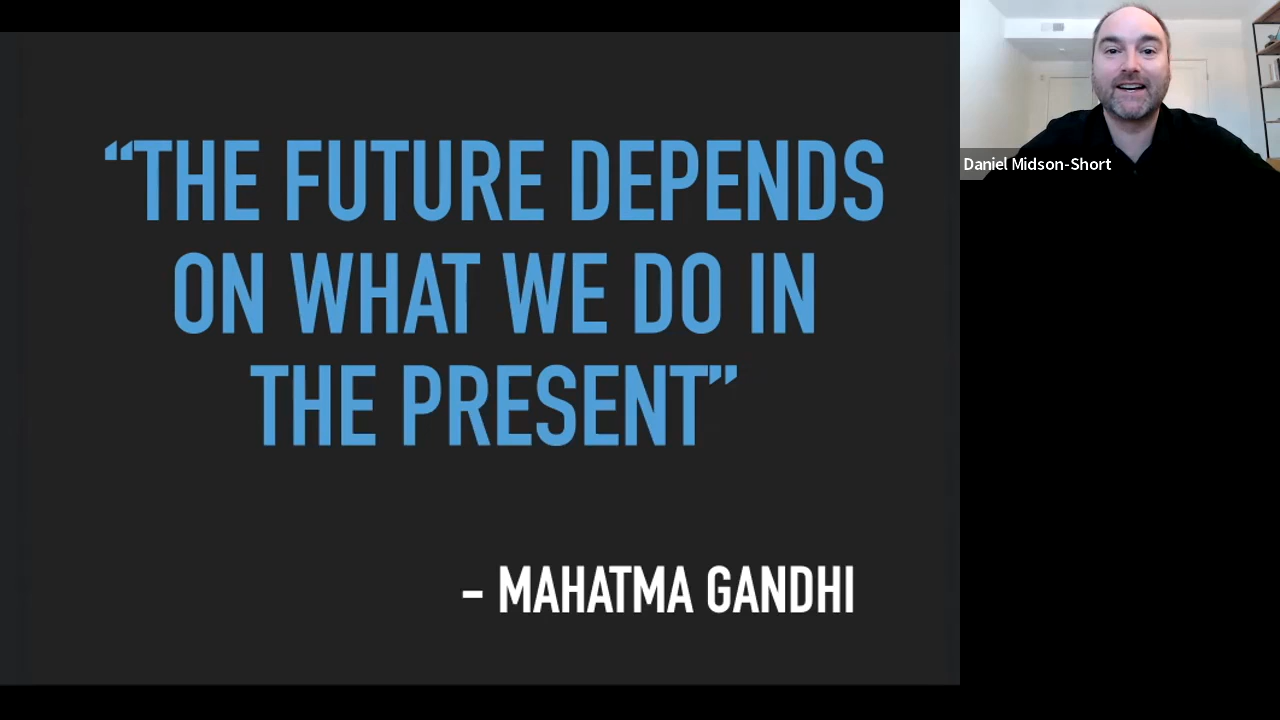 “THE FUTURE DEPENDS
ON WHAT WE DO IN
THE PRESENT”
– MAHATMA GANDHI
Daniel Midson-Short